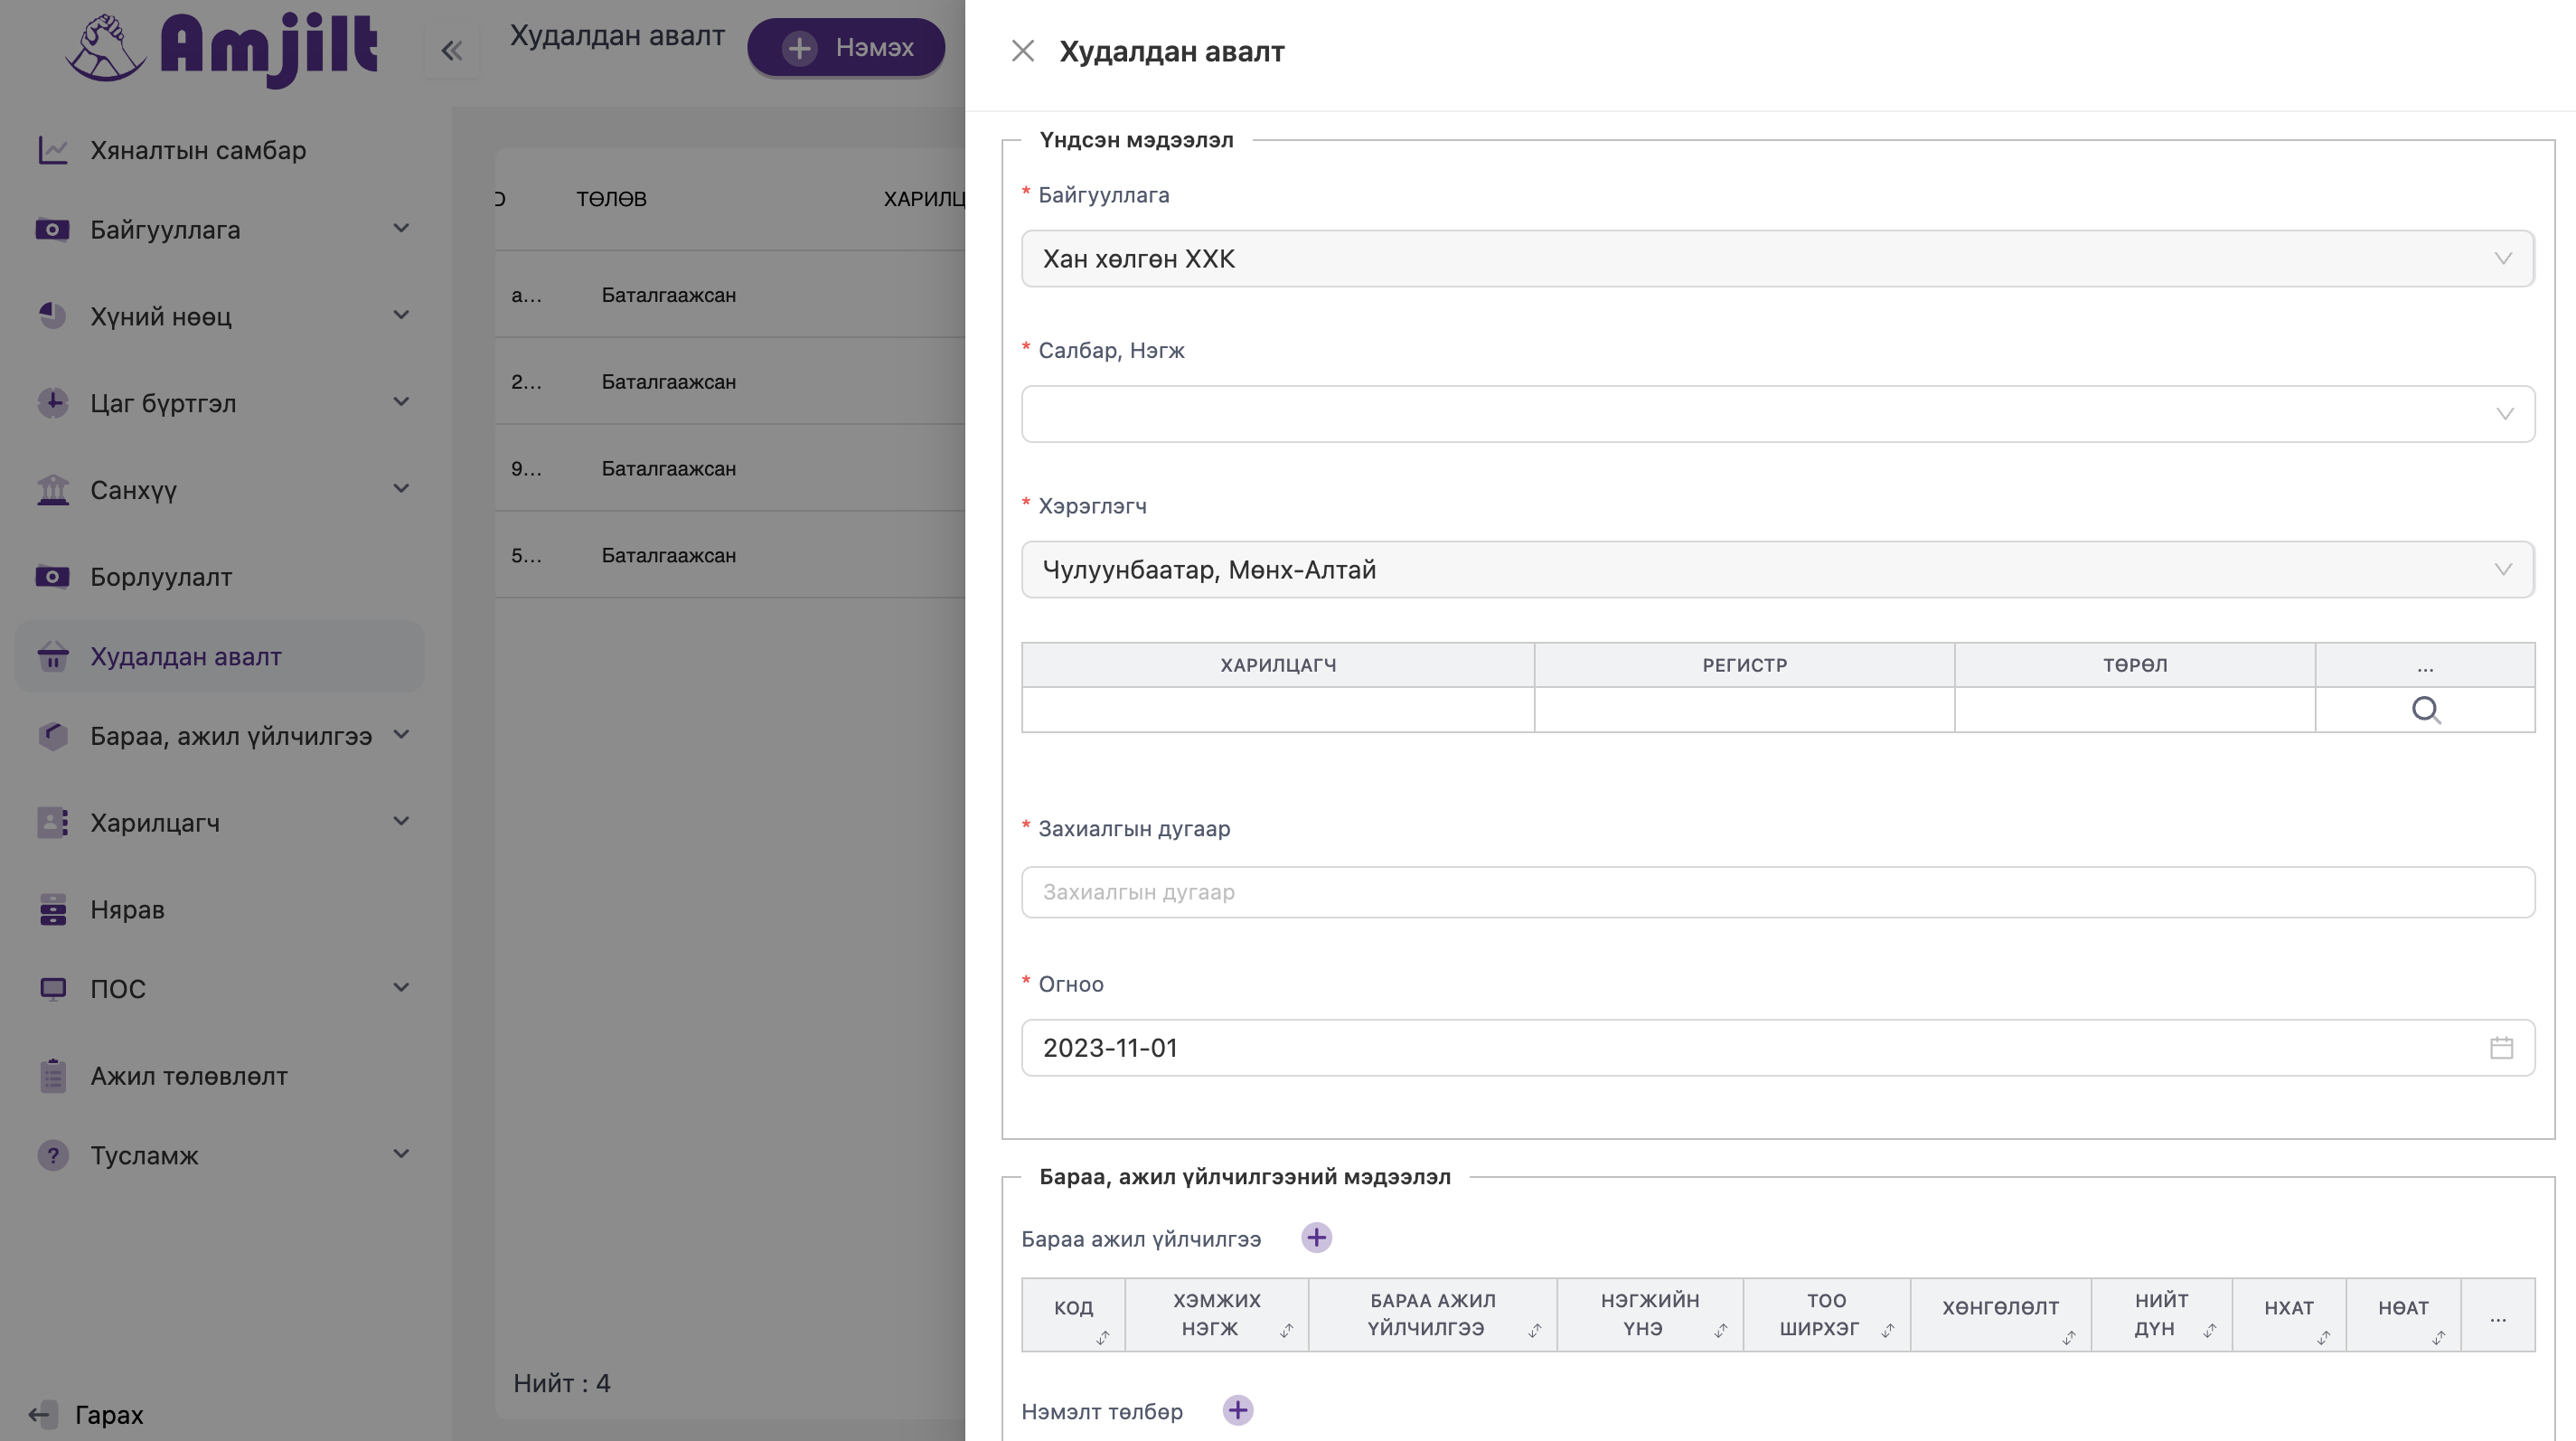 Amjilt
Худалдан авалт
Нэмэх
Хяналтын самбар
Байгууллага
Хүний нөөц
Цаг бүртгэл
Санхүү
Борлуулалт
Худалдан авалт
Бараа, ажил үйлчилгээ
Харилцагч
Нярав
ПОС
Ажил төлөвлөлт
Тусламж
Гарах
ТӨЛӨВ ХАРИЛЦ
а... Баталгаажсан
2... Баталгаажсан
9... Баталгаажсан
5... Баталгаажсан
Нийт : 4
Худалдан авалт
Үндсэн мэдээлэл
* Байгууллага
Хан хөлгөн ХХК
* Салбар, Нэгж
* Хэрэглэгч
Чулуунбаатар, Мөнх-Алтай
ХАРИЛЦАГЧ РЕГИСТР ТӨРӨЛ ...
* Захиалгын дугаар
Захиалгын дугаар
* Огноо
2023-11-01
Бараа, ажил үйлчилгээний мэдээлэл
Бараа ажил үйлчилгээ
КОД ХЭМЖИХ НЭГЖ БАРАА АЖИЛ ҮЙЛЧИЛГЭЭ НЭГЖИЙН ҮНЭ ТОО ШИРХЭГ ХӨНГӨЛӨЛТ НИЙТ ДҮН НХАТ НӨАТ ...
Нэмэлт төлбөр